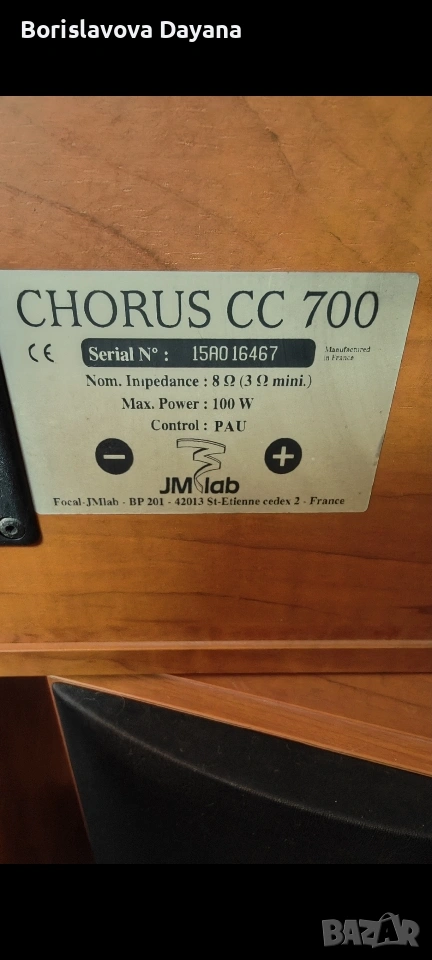 Borislavova Dayana
CHORUS CC 700
CE Serial N° : 15A016467 Manufactured in France
Nom. Impedance : 8 Ω (3 Ω mini.)
Max. Power : 100 W
Control : PAU
− +
JMlab
Focal-JMlab - BP 201 - 42013 St-Etienne cedex 2 - France
BAZAR